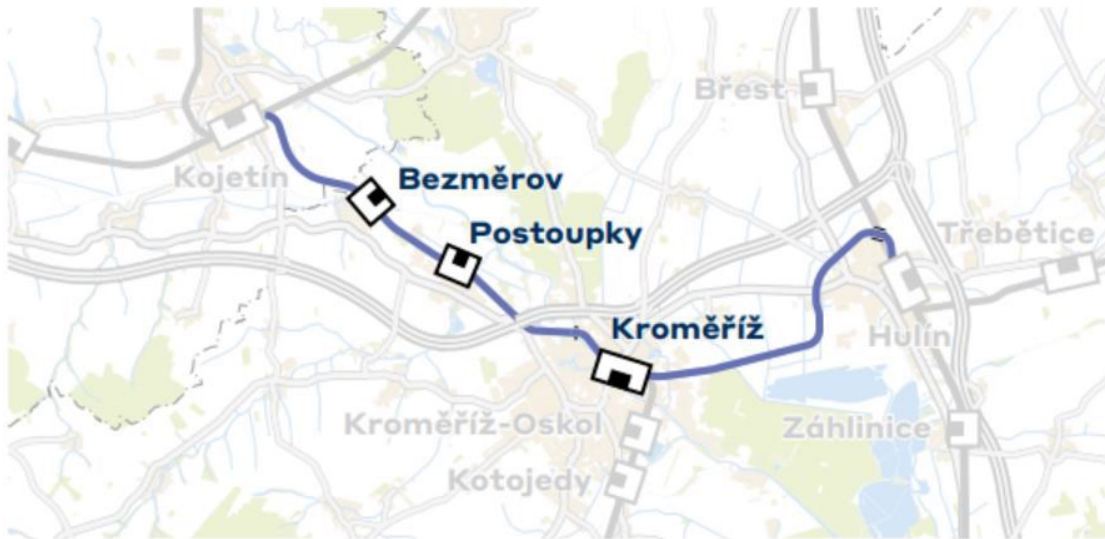 Břest
Kojetín
Bezměrov
Postoupky
Třebětice
Kroměříž
Hulín
Kroměříž-Oskol
Záhlinice
Kotojedy